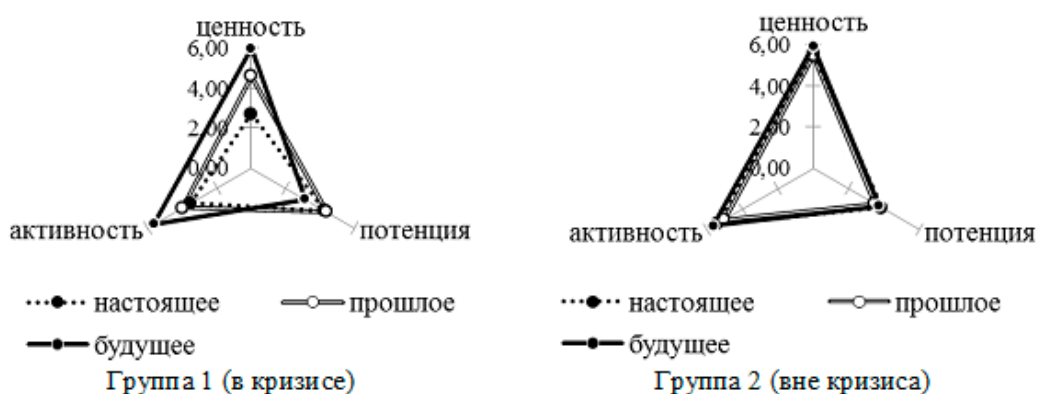 ценность
6,00
4,00
2,00
0,00
активность
потенция
настоящее
прошлое
будущее
Группа 1 (в кризисе)
ценность
6,00
4,00
2,00
0,00
активность
потенция
настоящее
прошлое
будущее
Группа 2 (вне кризиса)